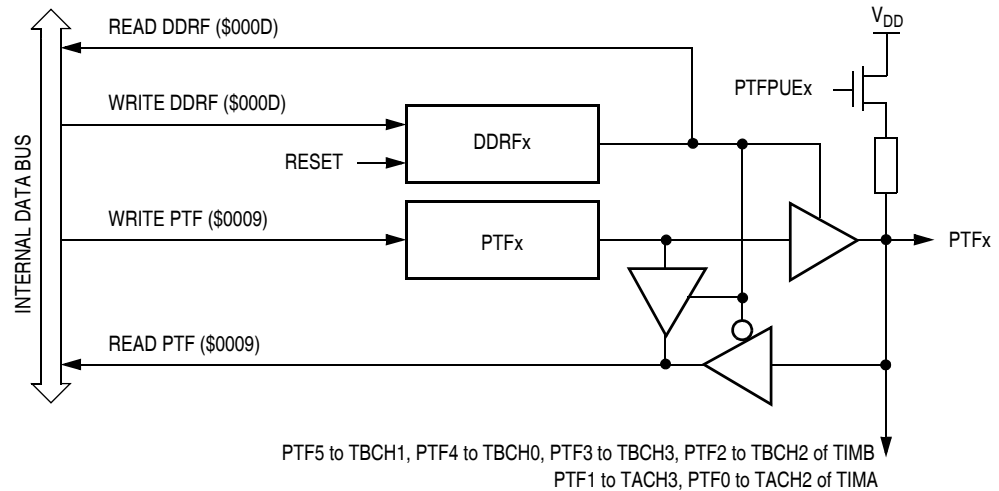 READ DDRF ($000D)
V_DD
PTFPUEx
WRITE DDRF ($000D)
DDRFx
RESET
INTERNAL DATA BUS
WRITE PTF ($0009)
PTFx
PTFx
READ PTF ($0009)
PTF5 to TBCH1, PTF4 to TBCH0, PTF3 to TBCH3, PTF2 to TBCH2 of TIMB
PTF1 to TACH3, PTF0 to TACH2 of TIMA